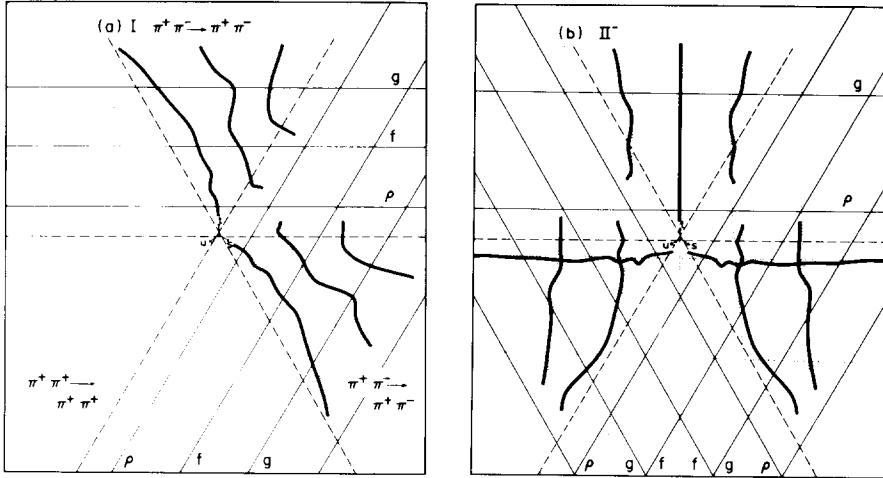 (a) I π⁺ π⁻ → π⁺ π⁻
g
f
ρ
u
t
π⁺ π⁺ →
π⁺ π⁺
π⁺ π⁻ →
π⁺ π⁻
ρ f g
(b) II⁻
g
ρ
u s
ρ g f f g ρ